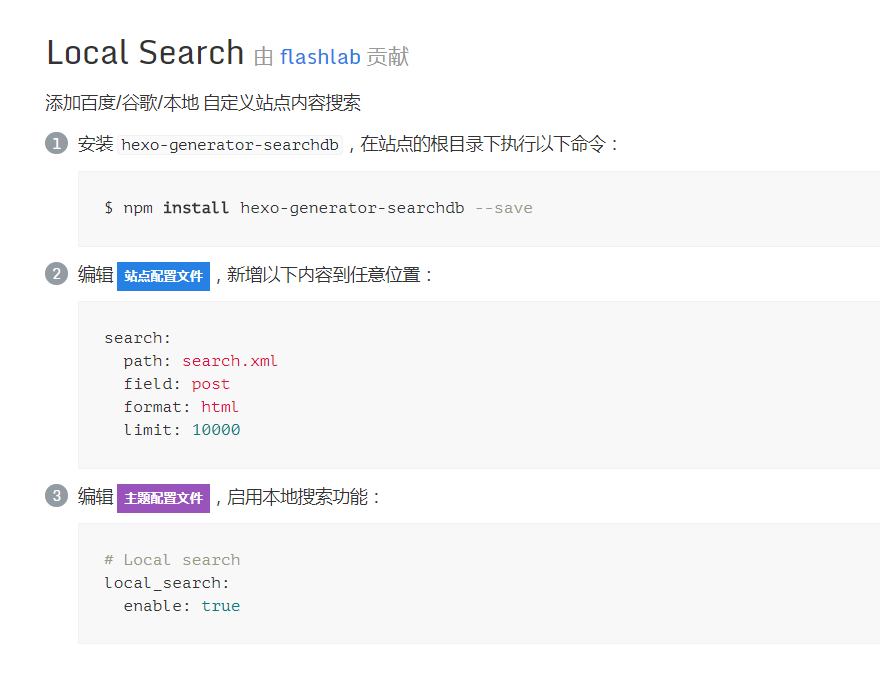 Local Search 由 flashlab 贡献
添加百度/谷歌/本地 自定义站点内容搜索
1 安装 hexo-generator-searchdb ，在站点的根目录下执行以下命令：
$ npm install hexo-generator-searchdb --save
2 编辑 站点配置文件 ，新增以下内容到任意位置：
search:
  path: search.xml
  field: post
  format: html
  limit: 10000
3 编辑 主题配置文件 ，启用本地搜索功能：
# Local search
local_search:
  enable: true